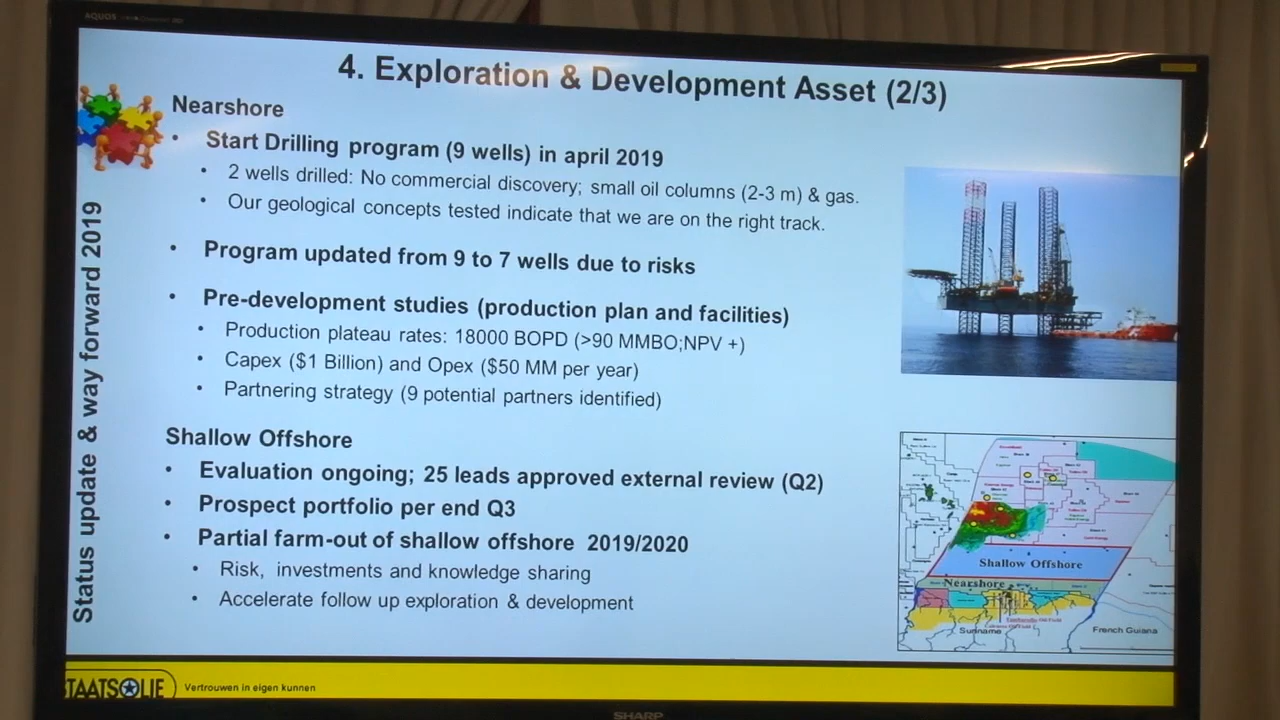 AQUOS
4. Exploration & Development Asset (2/3)
Status update & way forward 2019
Nearshore
• Start Drilling program (9 wells) in april 2019
• 2 wells drilled: No commercial discovery; small oil columns (2-3 m) & gas.
• Our geological concepts tested indicate that we are on the right track.
• Program updated from 9 to 7 wells due to risks
• Pre-development studies (production plan and facilities)
• Production plateau rates: 18000 BOPD (>90 MMBO;NPV +)
• Capex ($1 Billion) and Opex ($50 MM per year)
• Partnering strategy (9 potential partners identified)
Shallow Offshore
• Evaluation ongoing; 25 leads approved external review (Q2)
• Prospect portfolio per end Q3
• Partial farm-out of shallow offshore 2019/2020
• Risk, investments and knowledge sharing
• Accelerate follow up exploration & development
Shallow Offshore
Nearshore
Suriname
French Guiana
STAATSOLIE
Vertrouwen in eigen kunnen
SHARP